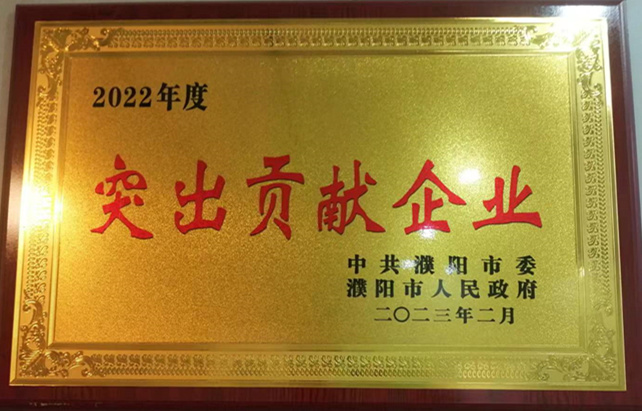 2022年度
突出贡献企业
中共濮阳市委
濮阳市人民政府
二〇二三年二月